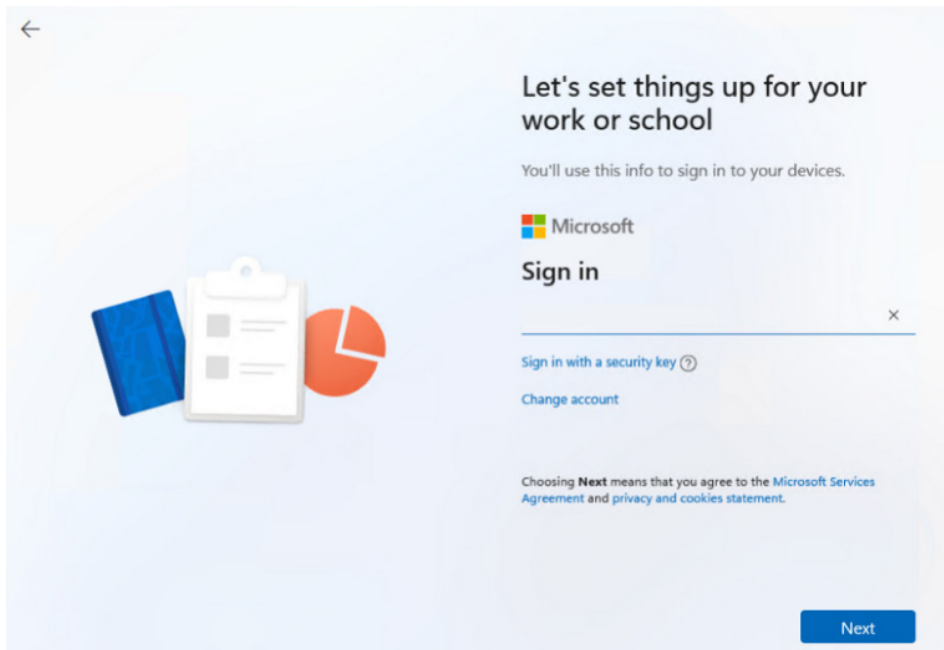 Let's set things up for your
work or school
You'll use this info to sign in to your devices.
Microsoft
Sign in
Sign in with a security key
Change account
Choosing Next means that you agree to the Microsoft Services
Agreement and privacy and cookies statement.
Next